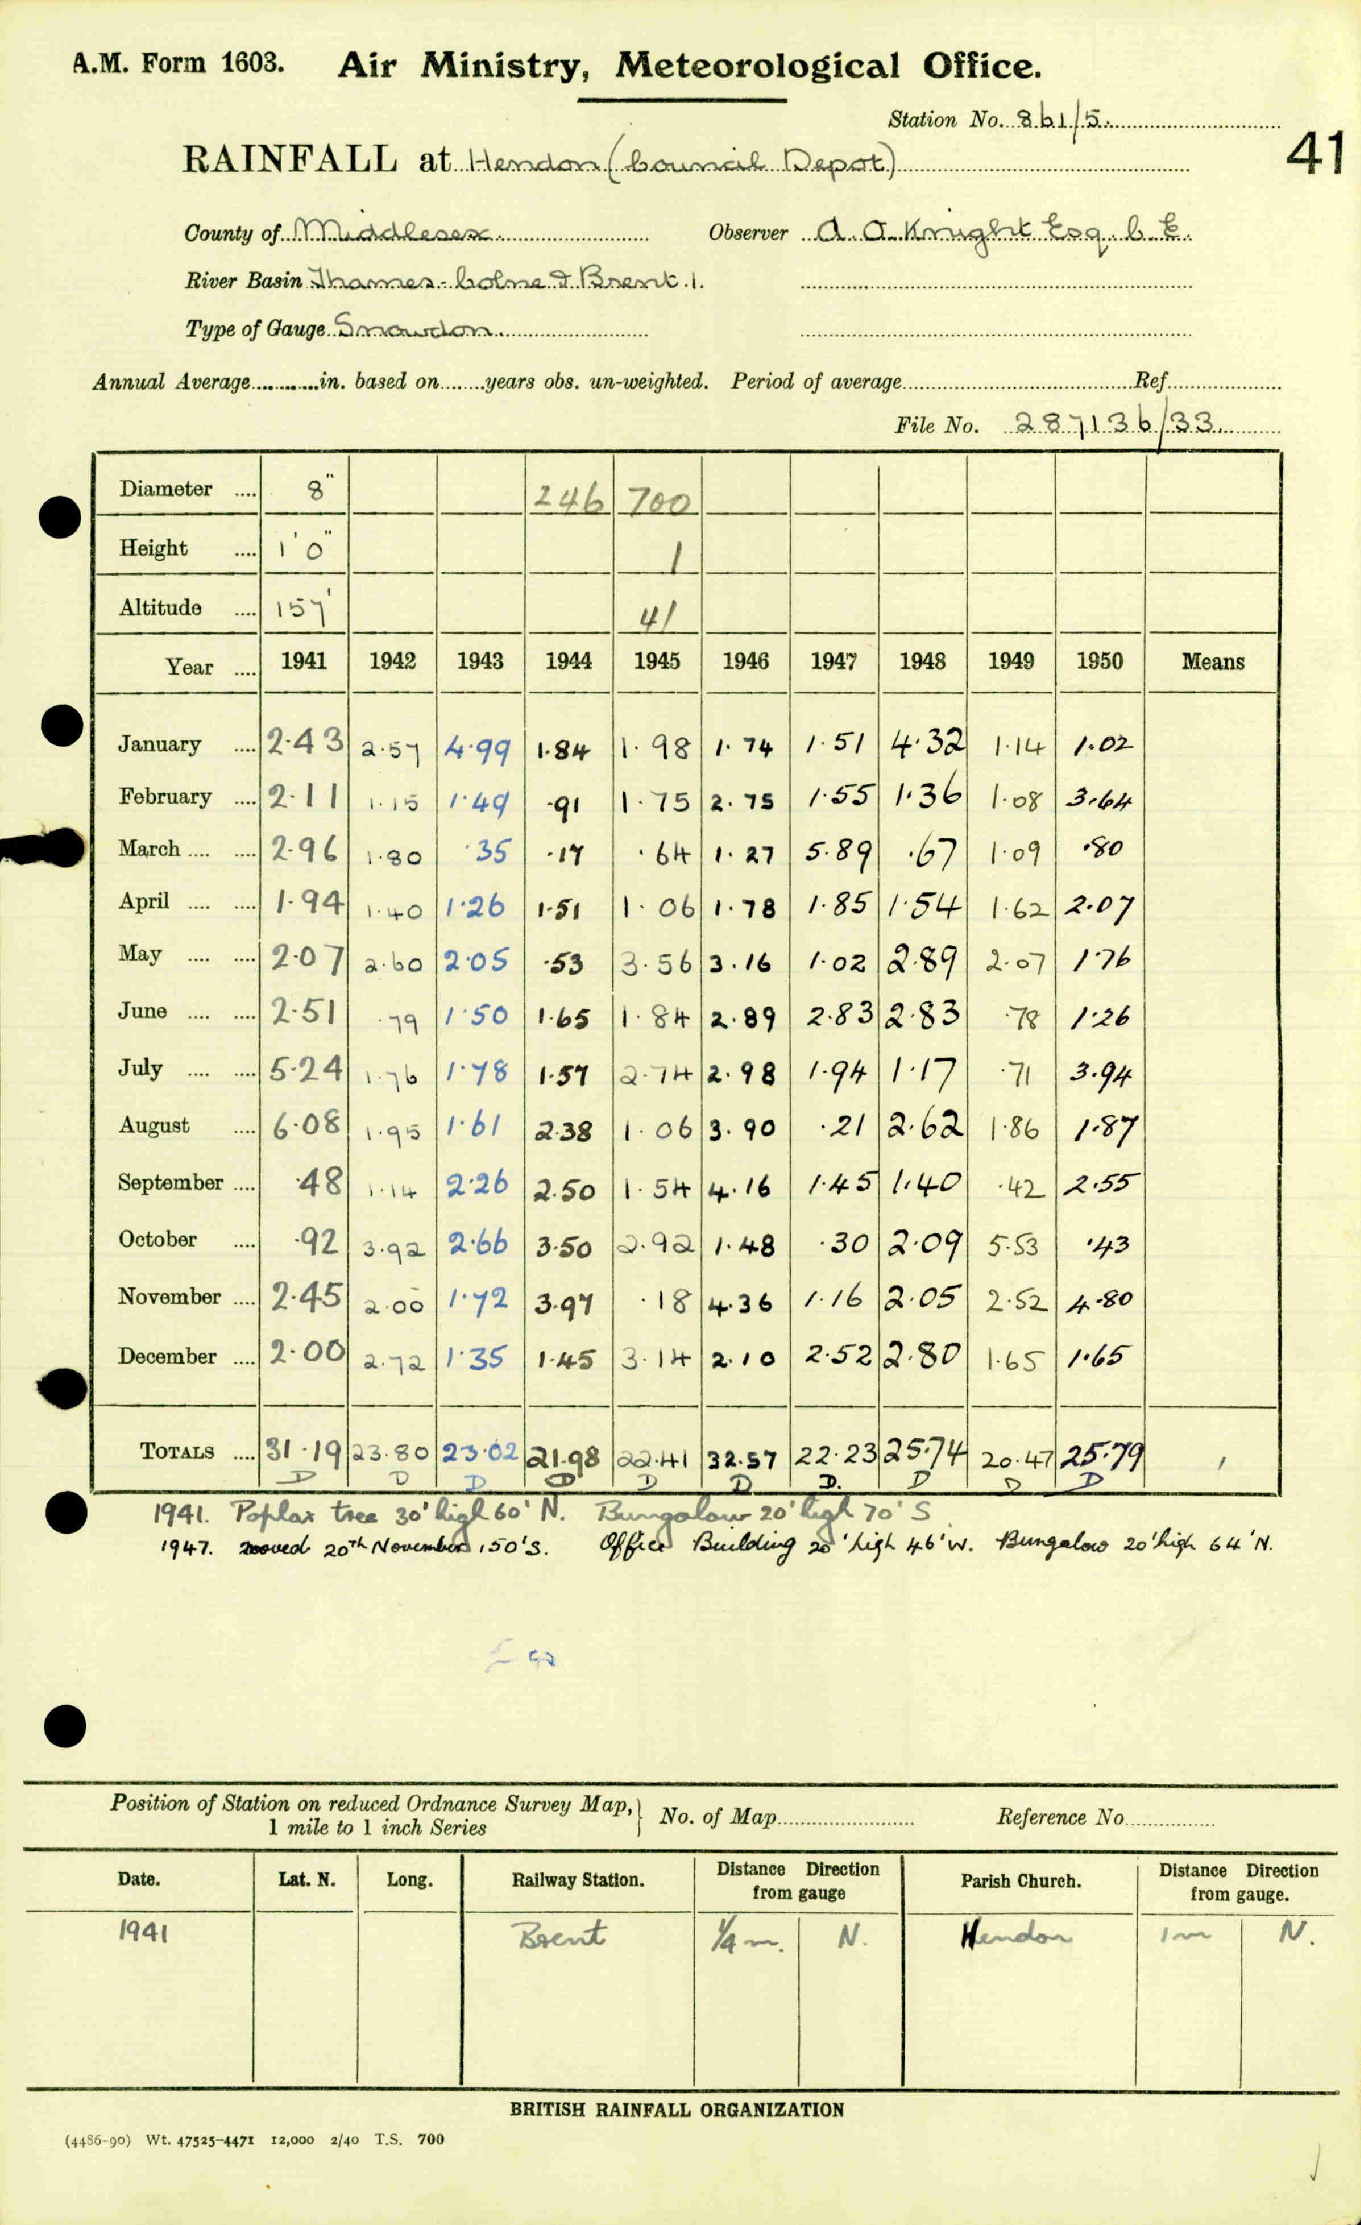 A.M. Form 1603. Air Ministry, Meteorological Office.
Station No. 861/5.
41
RAINFALL at Hendon (Council Depot)
County of Middlesex. Observer A. O. Knight Esq. C. E.
River Basin Thames - Colne & Brent. 1.
Type of Gauge Snowdon.
Annual Average............in. based on........years obs. un-weighted. Period of average............Ref............
File No. 287136/33
Diameter .... 8" 246 700
Height .... 1'0" 1
Altitude .... 157' 41
Year .... 1941 1942 1943 1944 1945 1946 1947 1948 1949 1950 Means
January .... 2.43 2.57 4.99 1.84 1.98 1.74 1.51 4.32 1.14 1.02
February .... 2.11 1.15 1.49 .91 1.75 2.75 1.55 1.36 1.08 3.64
March .... .... 2.96 1.80 .35 .17 .64 1.27 5.89 .67 1.09 .80
April .... .... 1.94 1.40 1.26 1.51 1.06 1.78 1.85 1.54 1.62 2.07
May .... .... 2.07 2.60 2.05 .53 3.56 3.16 1.02 2.89 2.07 1.76
June .... .... 2.51 .79 1.50 1.65 1.84 2.89 2.83 2.83 .78 1.26
July .... .... 5.24 1.76 1.78 1.57 2.74 2.98 1.94 1.17 .71 3.94
August .... 6.08 1.95 1.61 2.38 1.06 3.90 .21 2.62 1.86 1.87
September .... .48 1.14 2.26 2.50 1.54 4.16 1.45 1.40 .42 2.55
October .... .92 3.92 2.66 3.50 2.92 1.48 .30 2.09 5.53 .43
November .... 2.45 2.00 1.72 3.97 .18 4.36 1.16 2.05 2.52 4.80
December .... 2.00 2.72 1.35 1.45 3.14 2.10 2.52 2.80 1.65 1.65
TOTALS .... 31.19 23.80 23.02 21.98 22.41 32.57 22.23 25.74 20.47 25.79
D D D D D D D. D D D
1941. Poplar tree 30' high 60' N. Bungalow 20' high 70' S
1947. moved 20th November 150's. Office Building 20' high 46' W. Bungalow 20' high 64' N.
Position of Station on reduced Ordnance Survey Map, 1 mile to 1 inch Series } No. of Map............ Reference No............
Date. Lat. N. Long. Railway Station. Distance Direction from gauge Parish Church. Distance Direction from gauge.
1941 Brent 1/4 m. N. Hendon 1 m N.
BRITISH RAINFALL ORGANIZATION
(4486-90) Wt. 47525-4471 12,000 2/40 T.S. 700